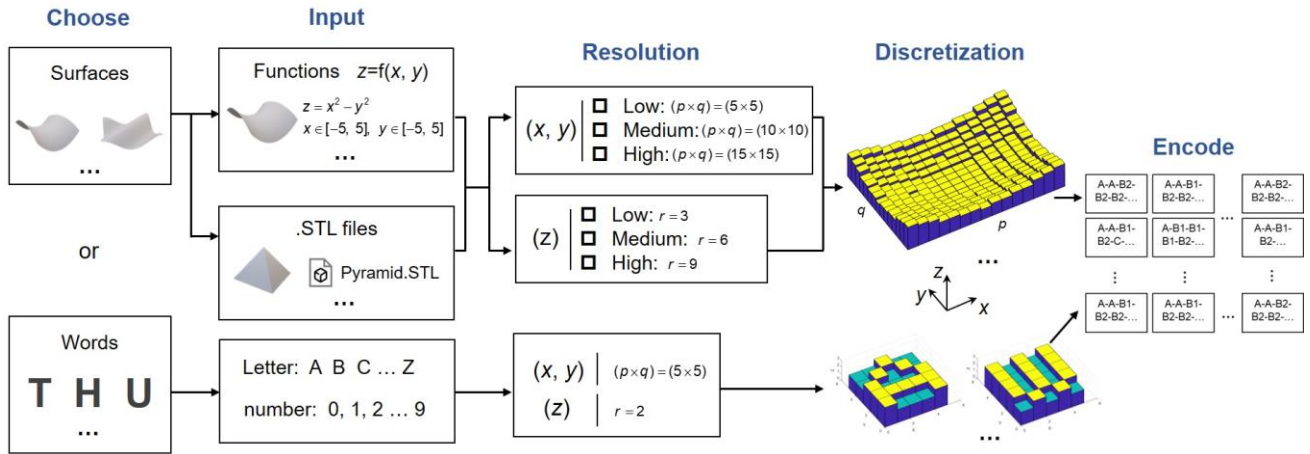 Choose
Input
Resolution
Discretization
Encode
Surfaces
...
or
Words
T H U
...
Functions z=f(x, y)
z = x² − y²
x ∈ [−5, 5], y ∈ [−5, 5]
...
.STL files
Pyramid.STL
...
Letter: A B C ... Z
number: 0, 1, 2 ... 9
(x, y)
Low: (p×q) = (5×5)
Medium: (p×q) = (10×10)
High: (p×q) = (15×15)
(z)
Low: r = 3
Medium: r = 6
High: r = 9
(x, y) (p×q) = (5×5)
(z) r = 2
q
p
...
z
y
x
...
A-A-B2-
B2-B2-...
A-A-B1-
B2-B2-...
...
A-A-B2-
B2-B2-...
A-A-B1-
B2-C-...
A-B1-B1-
B1-B2-...
A-A-B1-
B2-...
⋮
⋮
⋮
A-A-B1-
B2-B2-...
A-A-B1-
B2-B2-...
...
A-A-B2-
B2-B2-...